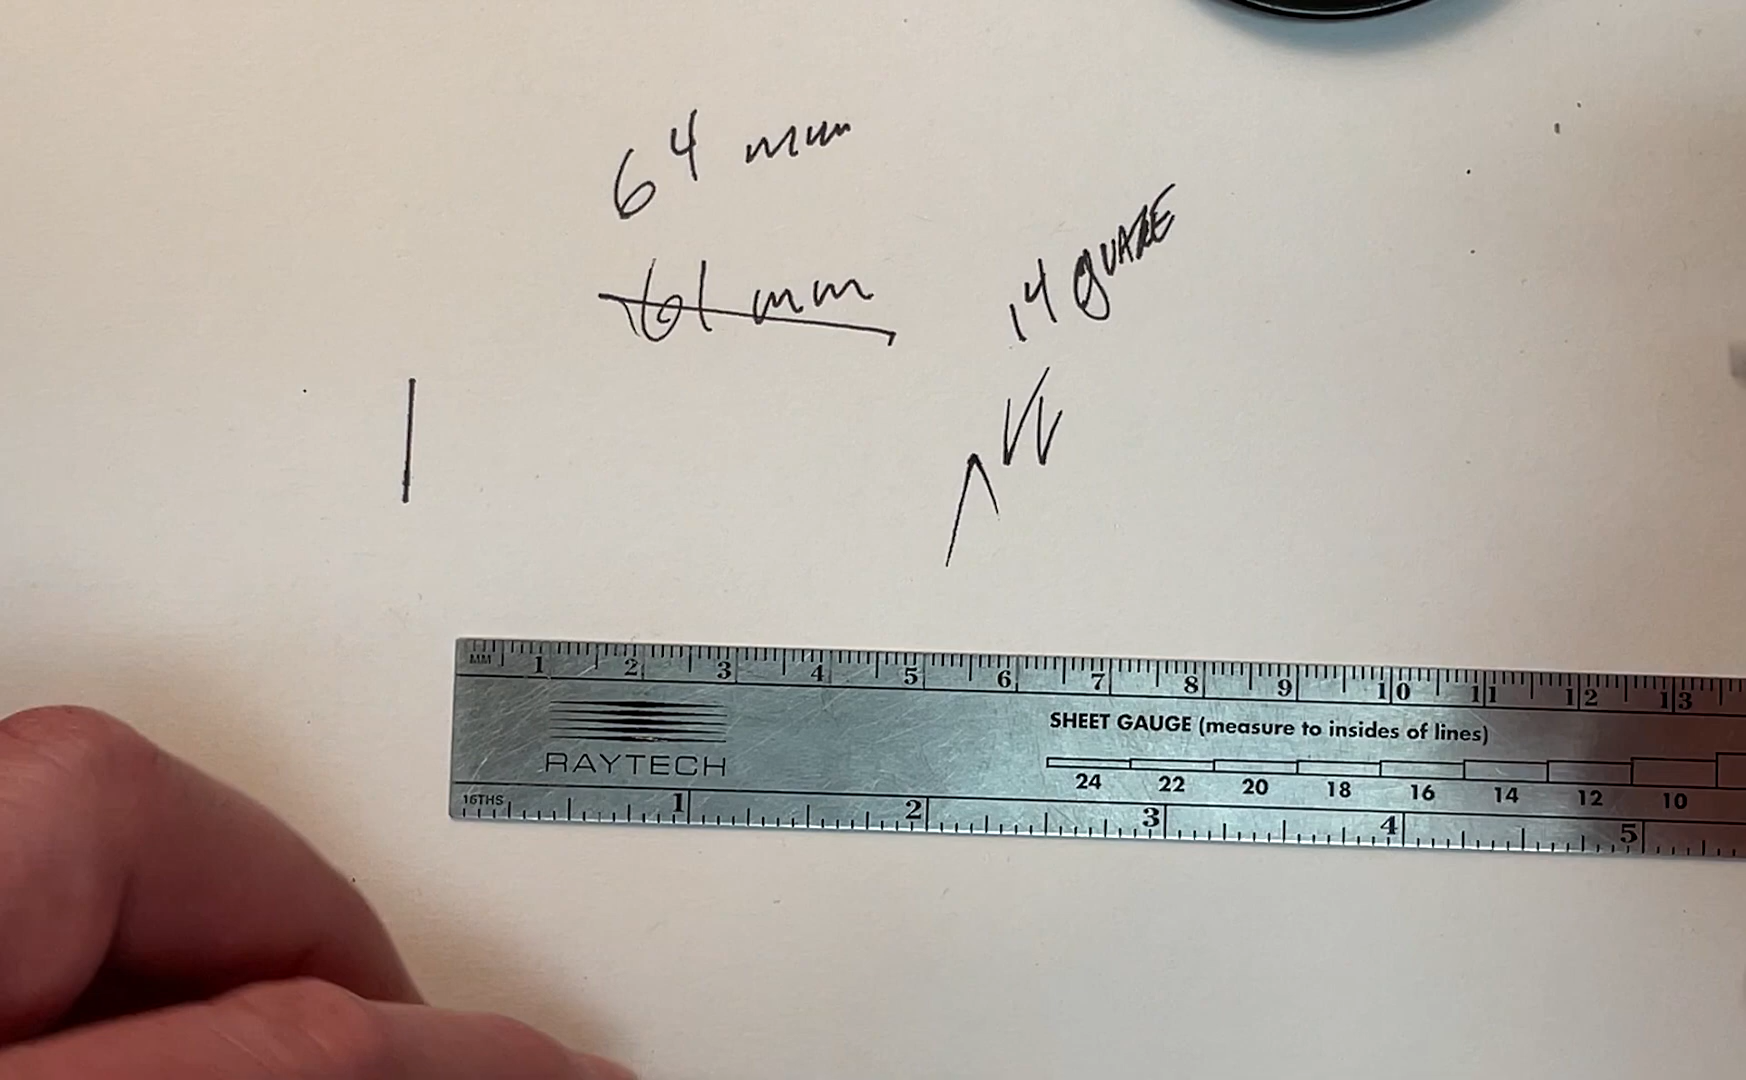 64 mm
61 mm
14 GUAGE
MM 1 2 3 4 5 6 7 8 9 10 11 12 13
SHEET GAUGE (measure to insides of lines)
RAYTECH
24 22 20 18 16 14 12 10
16THS 1 2 3 4 5